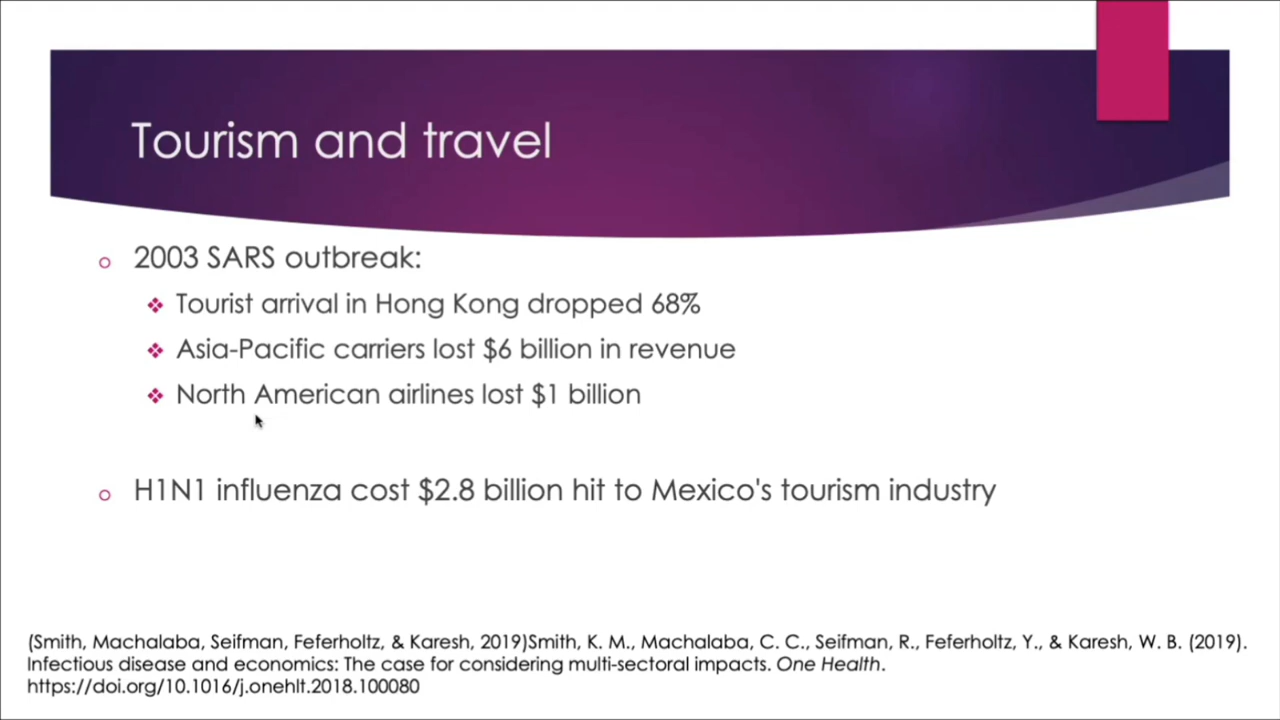 Tourism and travel
2003 SARS outbreak:
Tourist arrival in Hong Kong dropped 68%
Asia-Pacific carriers lost $6 billion in revenue
North American airlines lost $1 billion
H1N1 influenza cost $2.8 billion hit to Mexico's tourism industry
(Smith, Machalaba, Seifman, Feferholtz, & Karesh, 2019)Smith, K. M., Machalaba, C. C., Seifman, R., Feferholtz, Y., & Karesh, W. B. (2019).
Infectious disease and economics: The case for considering multi-sectoral impacts. One Health.
https://doi.org/10.1016/j.onehlt.2018.100080